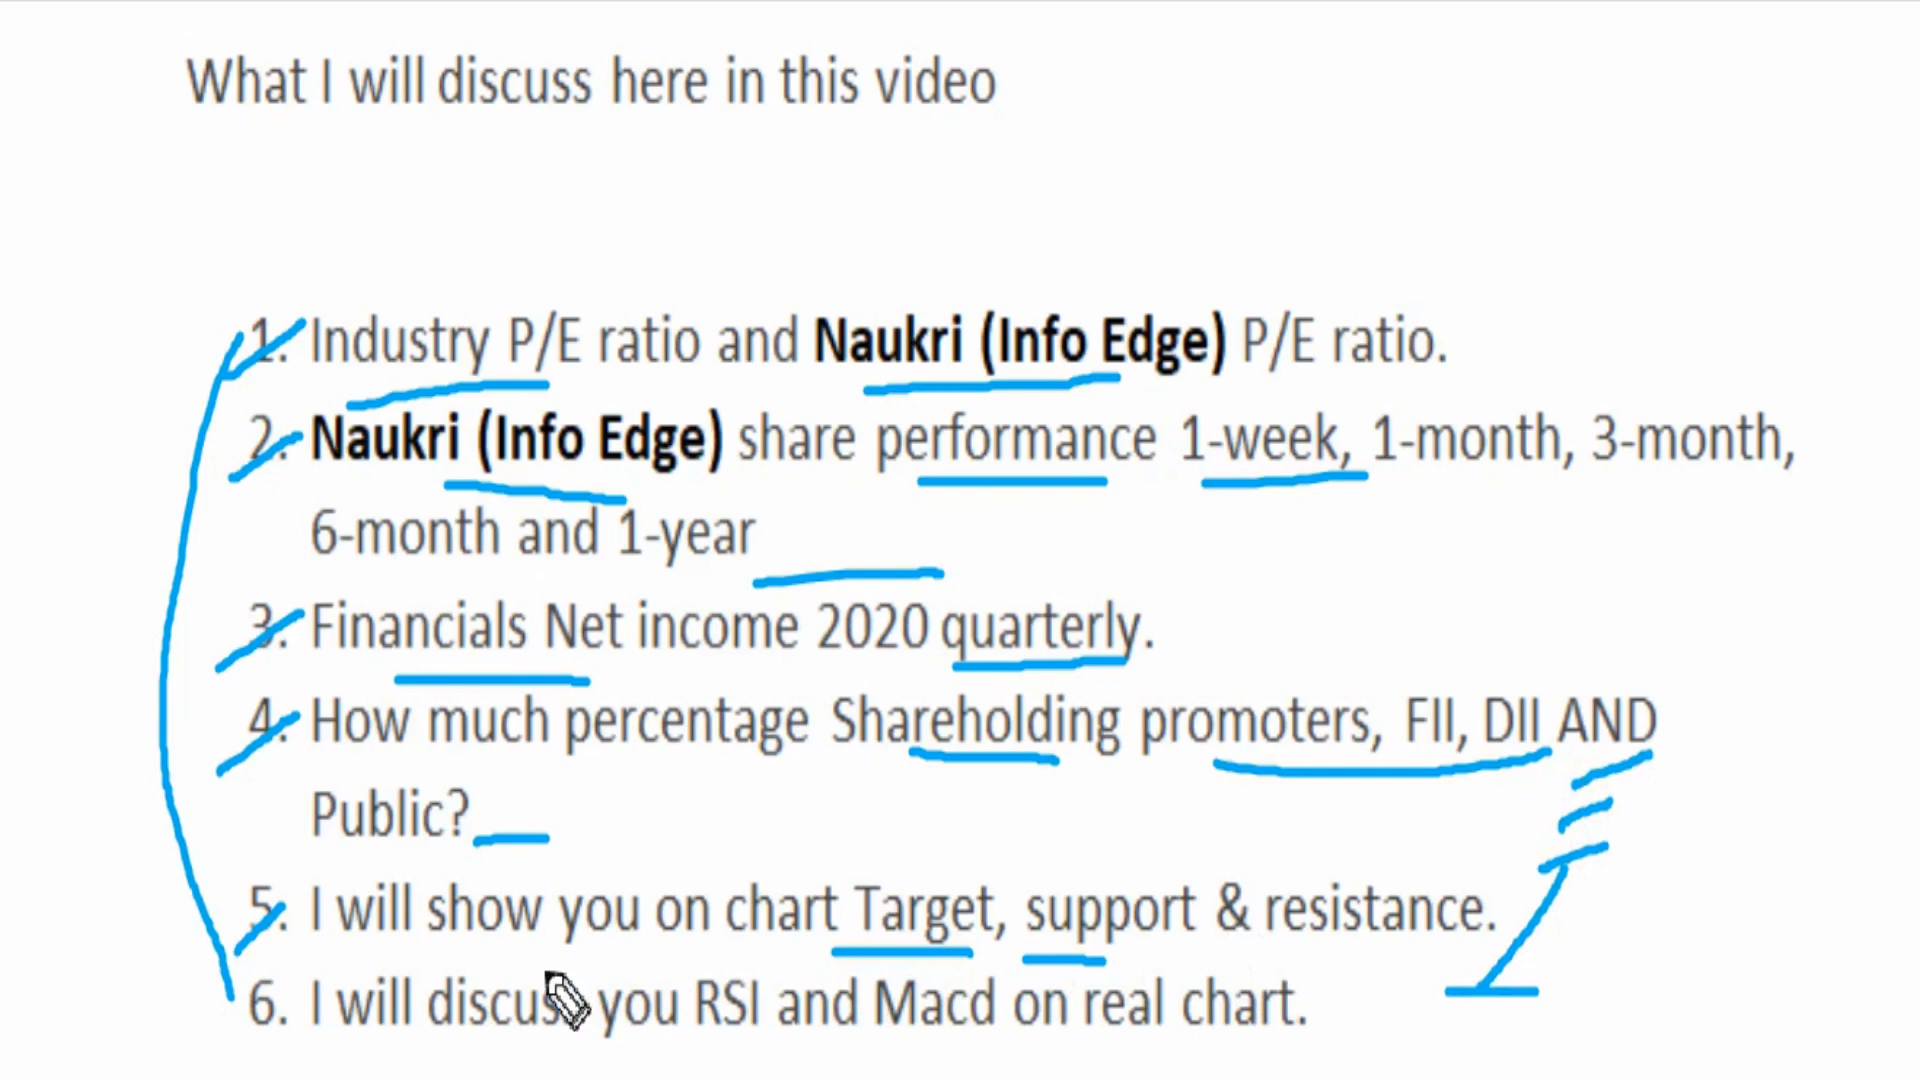 What I will discuss here in this video
1. Industry P/E ratio and Naukri (Info Edge) P/E ratio.
2. Naukri (Info Edge) share performance 1-week, 1-month, 3-month,
6-month and 1-year
3. Financials Net income 2020 quarterly.
4. How much percentage Shareholding promoters, FII, DII AND
Public?
5. I will show you on chart Target, support & resistance.
6. I will discuss you RSI and Macd on real chart.